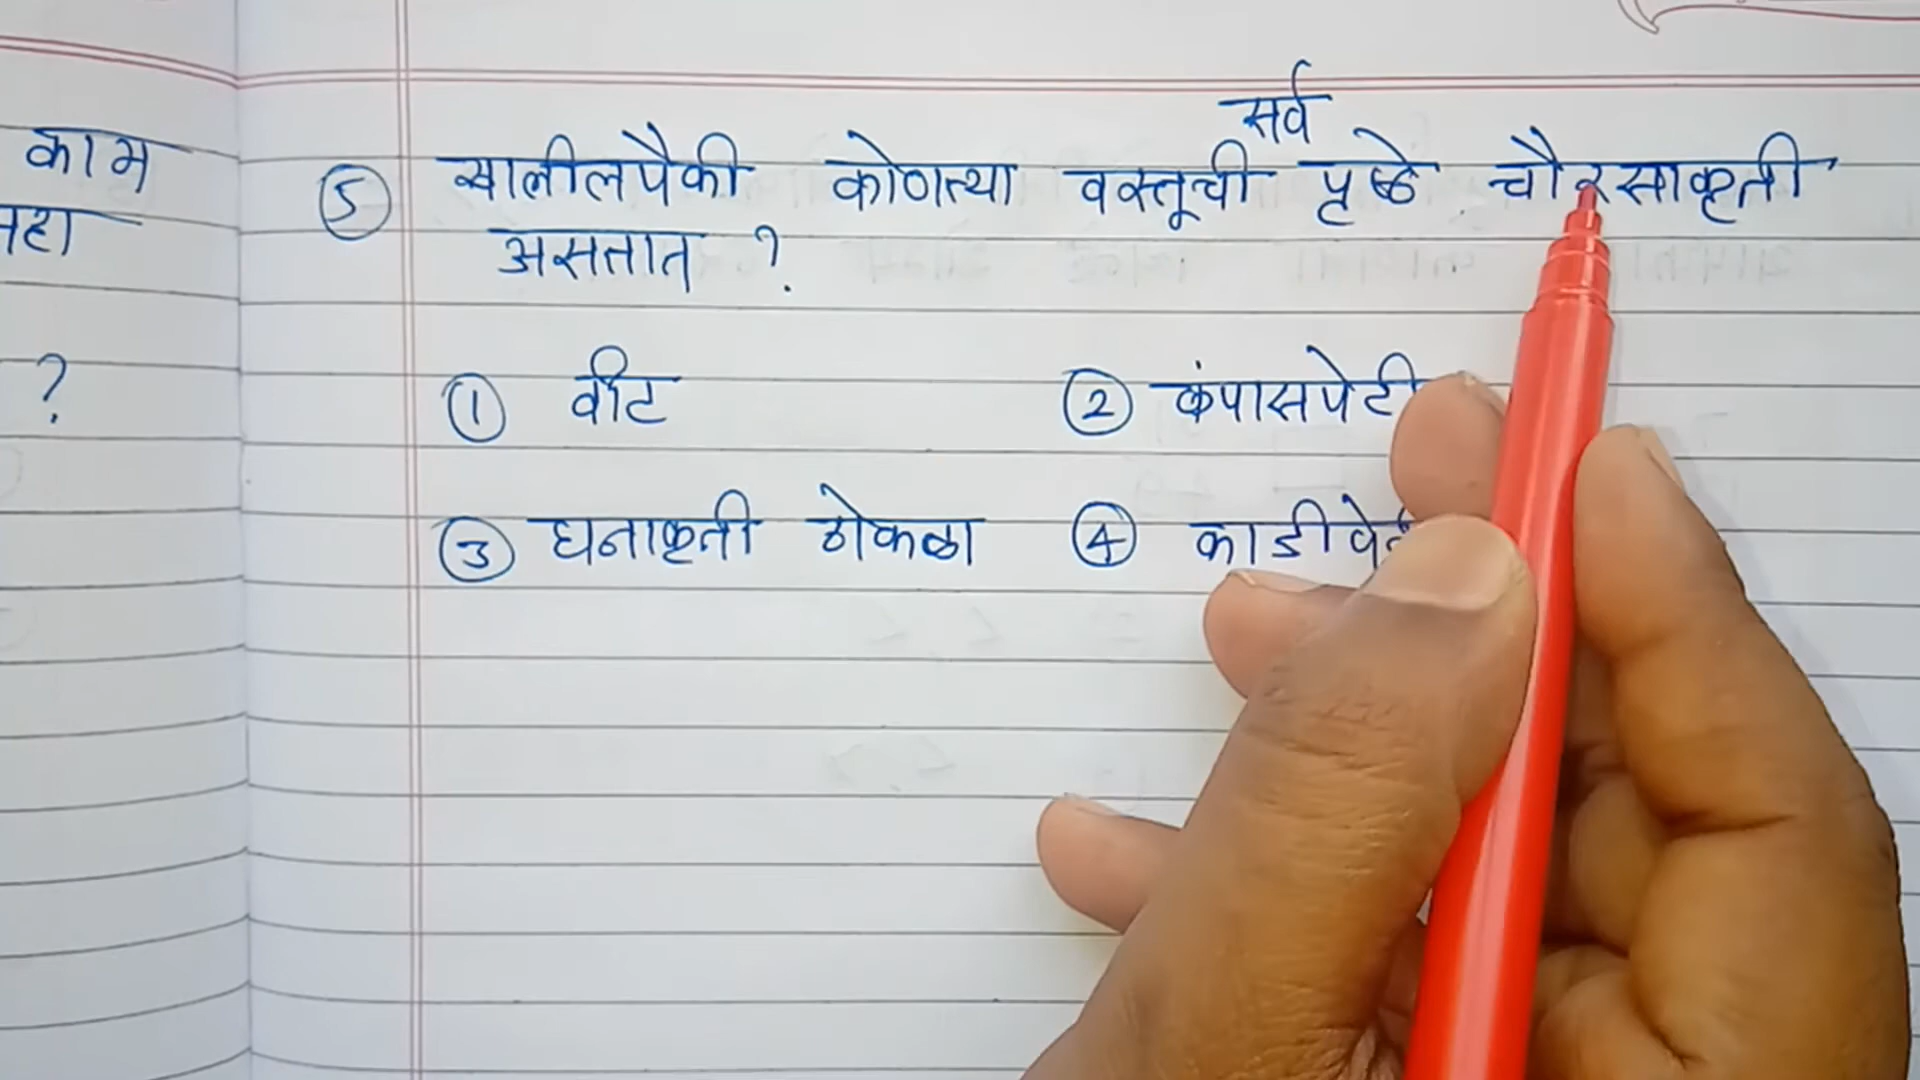 काम
?
सर्व
⑤ खालीलपैकी कोणत्या वस्तूची पृष्ठे चौरसाकृती
असतात ?
① वीट ② कंपासपेटी
③ घनाकृती ठोकळा ④ काडीपेटी